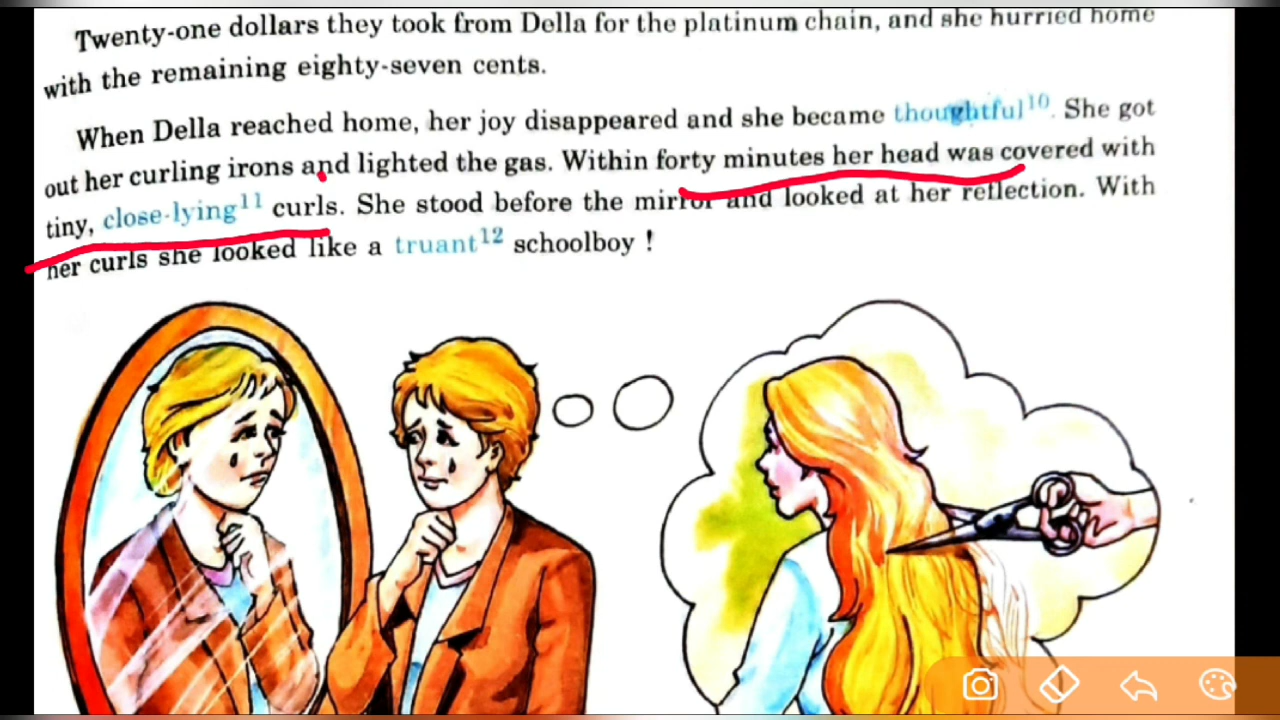 Twenty-one dollars they took from Della for the platinum chain, and she hurried home
with the remaining eighty-seven cents.
When Della reached home, her joy disappeared and she became thoughtful10. She got
out her curling irons and lighted the gas. Within forty minutes her head was covered with
tiny, close-lying11 curls. She stood before the mirror and looked at her reflection. With
her curls she looked like a truant12 schoolboy !